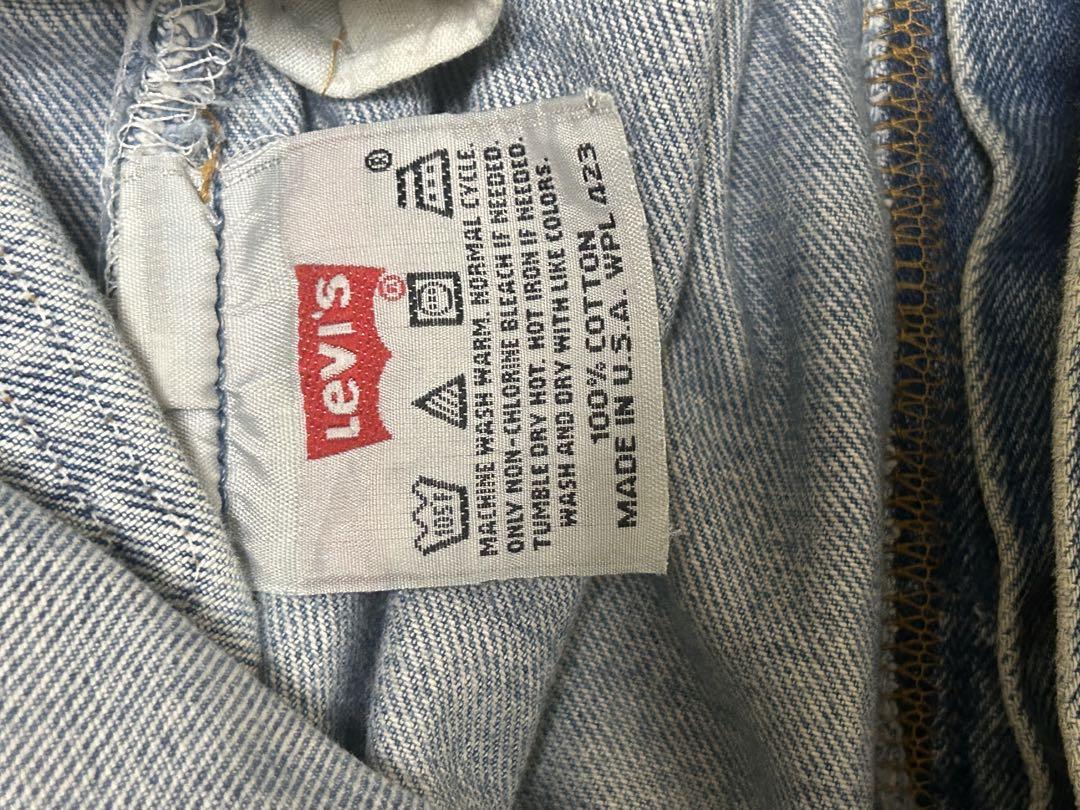 Levi's
®
105F
®
MACHINE WASH WARM. NORMAL CYCLE.
ONLY NON-CHLORINE BLEACH IF NEEDED.
TUMBLE DRY HOT. HOT IRON IF NEEDED.
WASH AND DRY WITH LIKE COLORS.
100% COTTON
MADE IN U.S.A. WPL 423